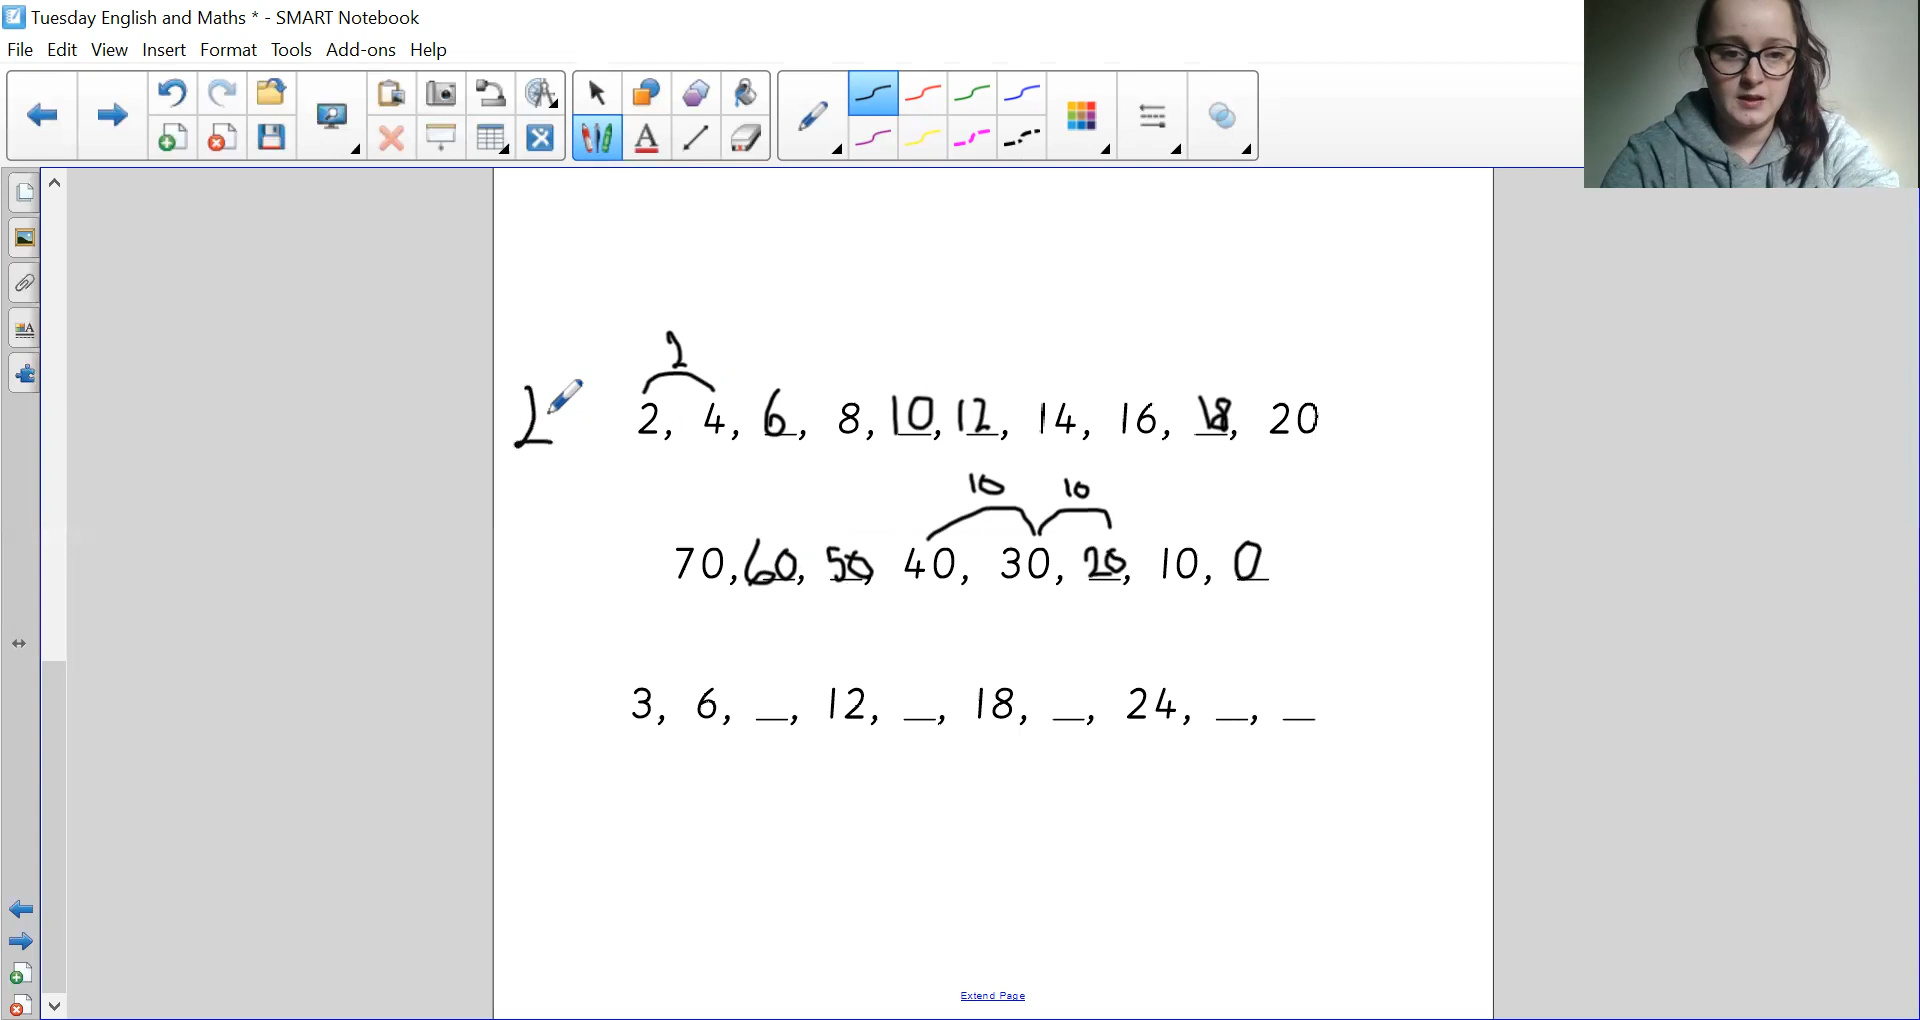 Tuesday English and Maths * - SMART Notebook
File Edit View Insert Format Tools Add-ons Help
2
2 2, 4, 6, 8, 10, 12, 14, 16, 18, 20
10 10
70, 60, 50, 40, 30, 20, 10, 0
3, 6, __, 12, __, 18, __, 24, __, __
Extend Page